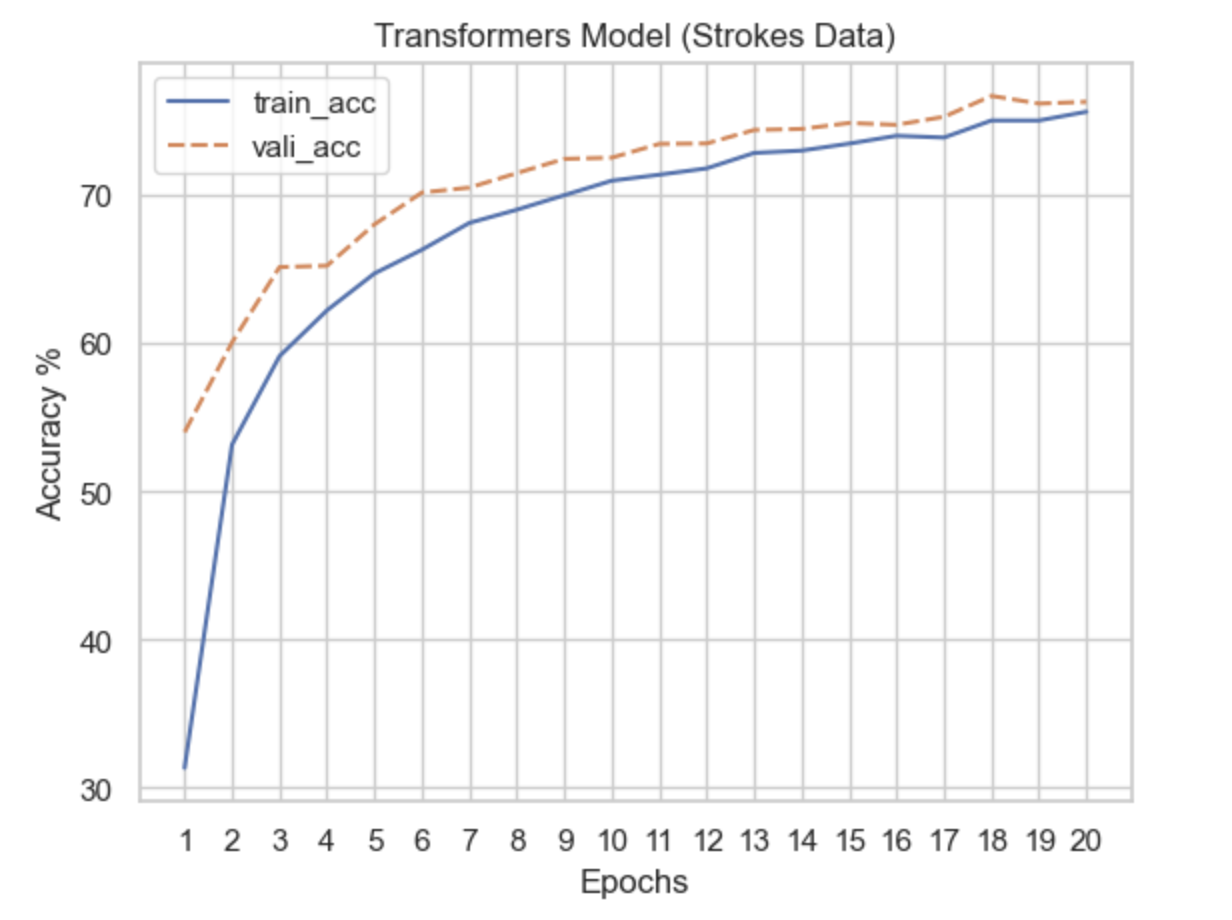 Transformers Model (Strokes Data)
train_acc
vali_acc
70
60
50
40
30
Accuracy %
1 2 3 4 5 6 7 8 9 10 11 12 13 14 15 16 17 18 19 20
Epochs